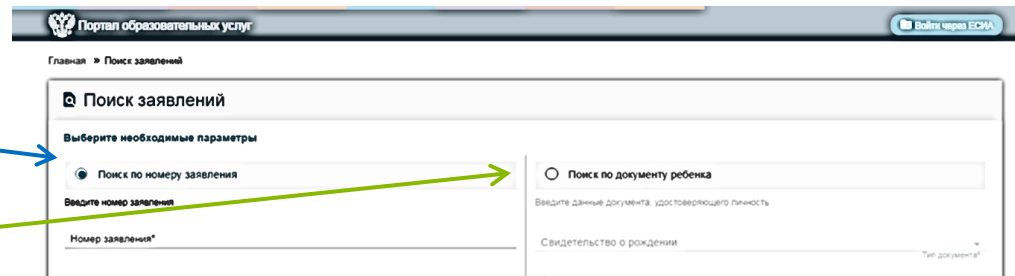 Портал образовательных услуг
Войти через ЕСИА
Главная » Поиск заявлений
Поиск заявлений
Выберите необходимые параметры
Поиск по номеру заявления
Введите номер заявления
Номер заявления*
Поиск по документу ребенка
Введите данные документа, удостоверяющего личность
Свидетельство о рождении
Тип документа*